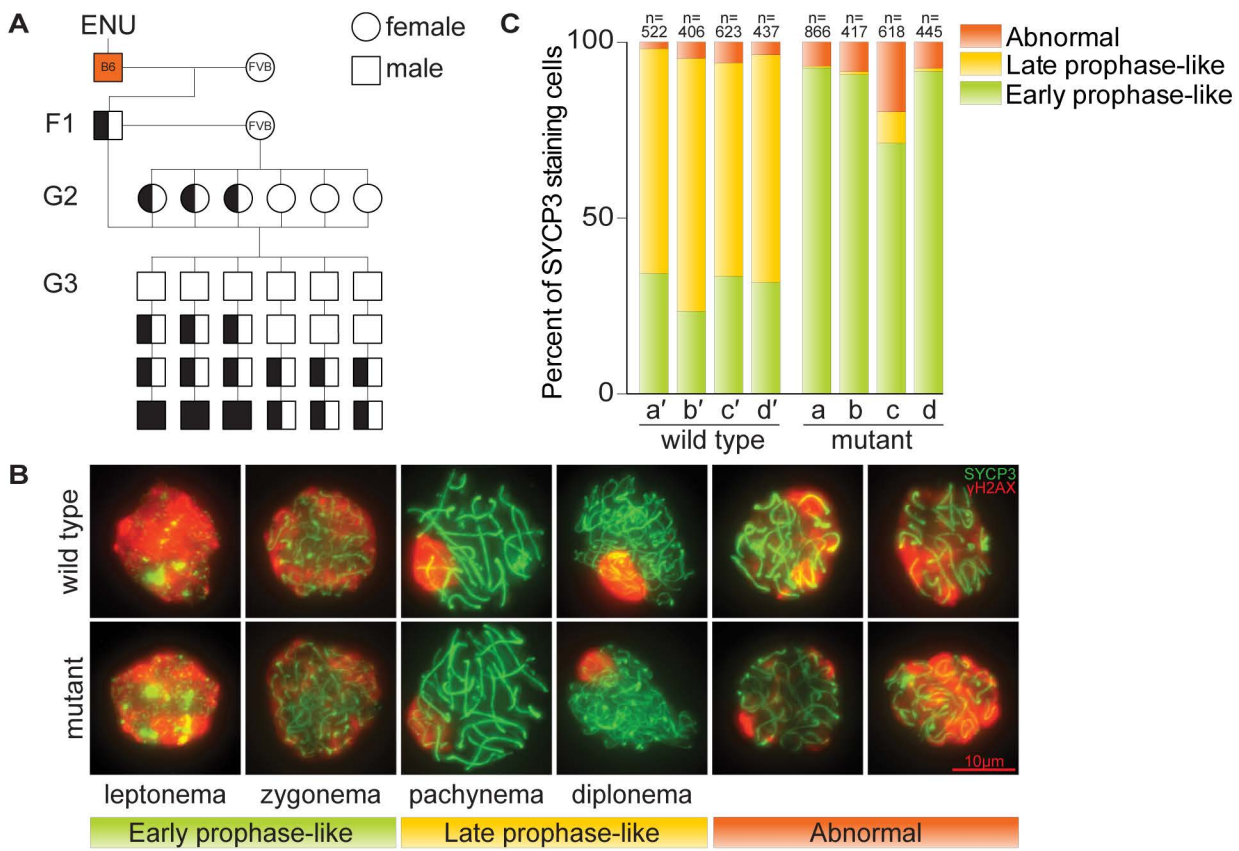 A
ENU
B6
FVB
female
male
F1
FVB
G2
G3
C
n=
522
n=
406
n=
623
n=
437
n=
866
n=
417
n=
618
n=
445
Abnormal
Late prophase-like
Early prophase-like
Percent of SYCP3 staining cells
100
50
0
a′ b′ c′ d′ a b c d
wild type mutant
B
wild type
SYCP3
γH2AX
mutant
10µm
leptonema zygonema pachynema diplonema
Early prophase-like Late prophase-like Abnormal